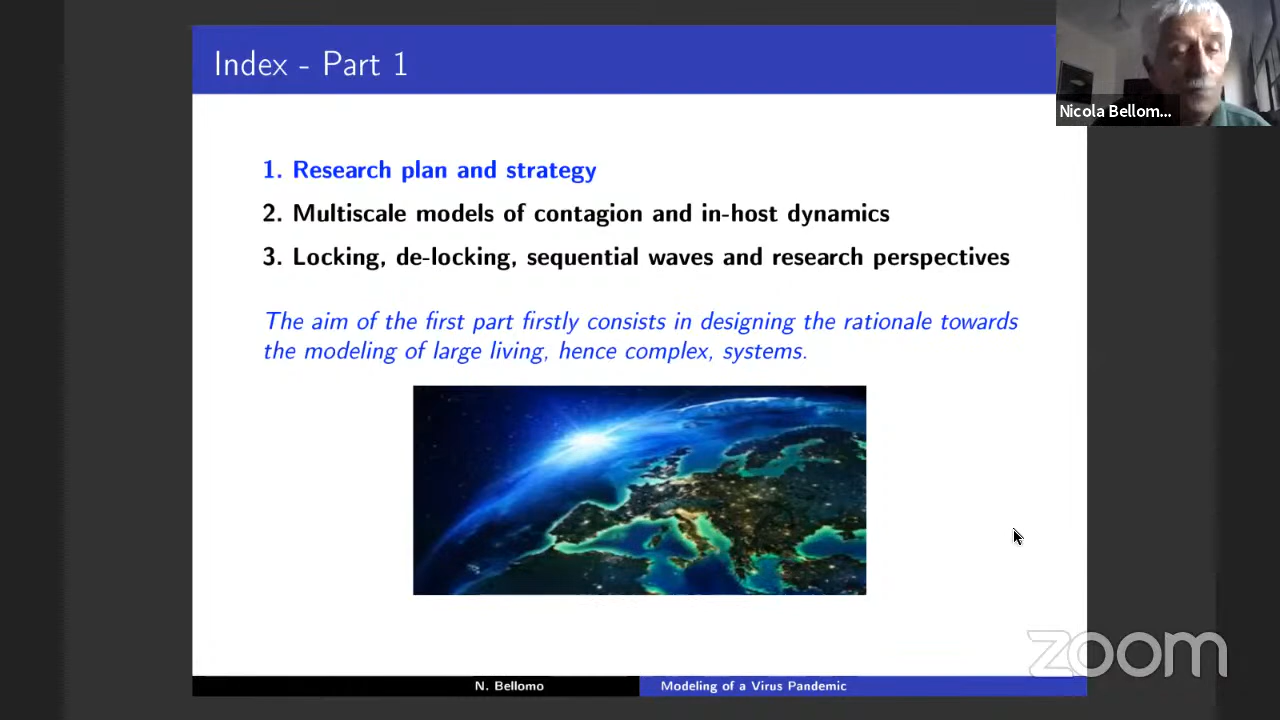 Index - Part 1
Nicola Bellom...
1. Research plan and strategy
2. Multiscale models of contagion and in-host dynamics
3. Locking, de-locking, sequential waves and research perspectives
The aim of the first part firstly consists in designing the rationale towards
the modeling of large living, hence complex, systems.
zoom
N. Bellomo
Modeling of a Virus Pandemic